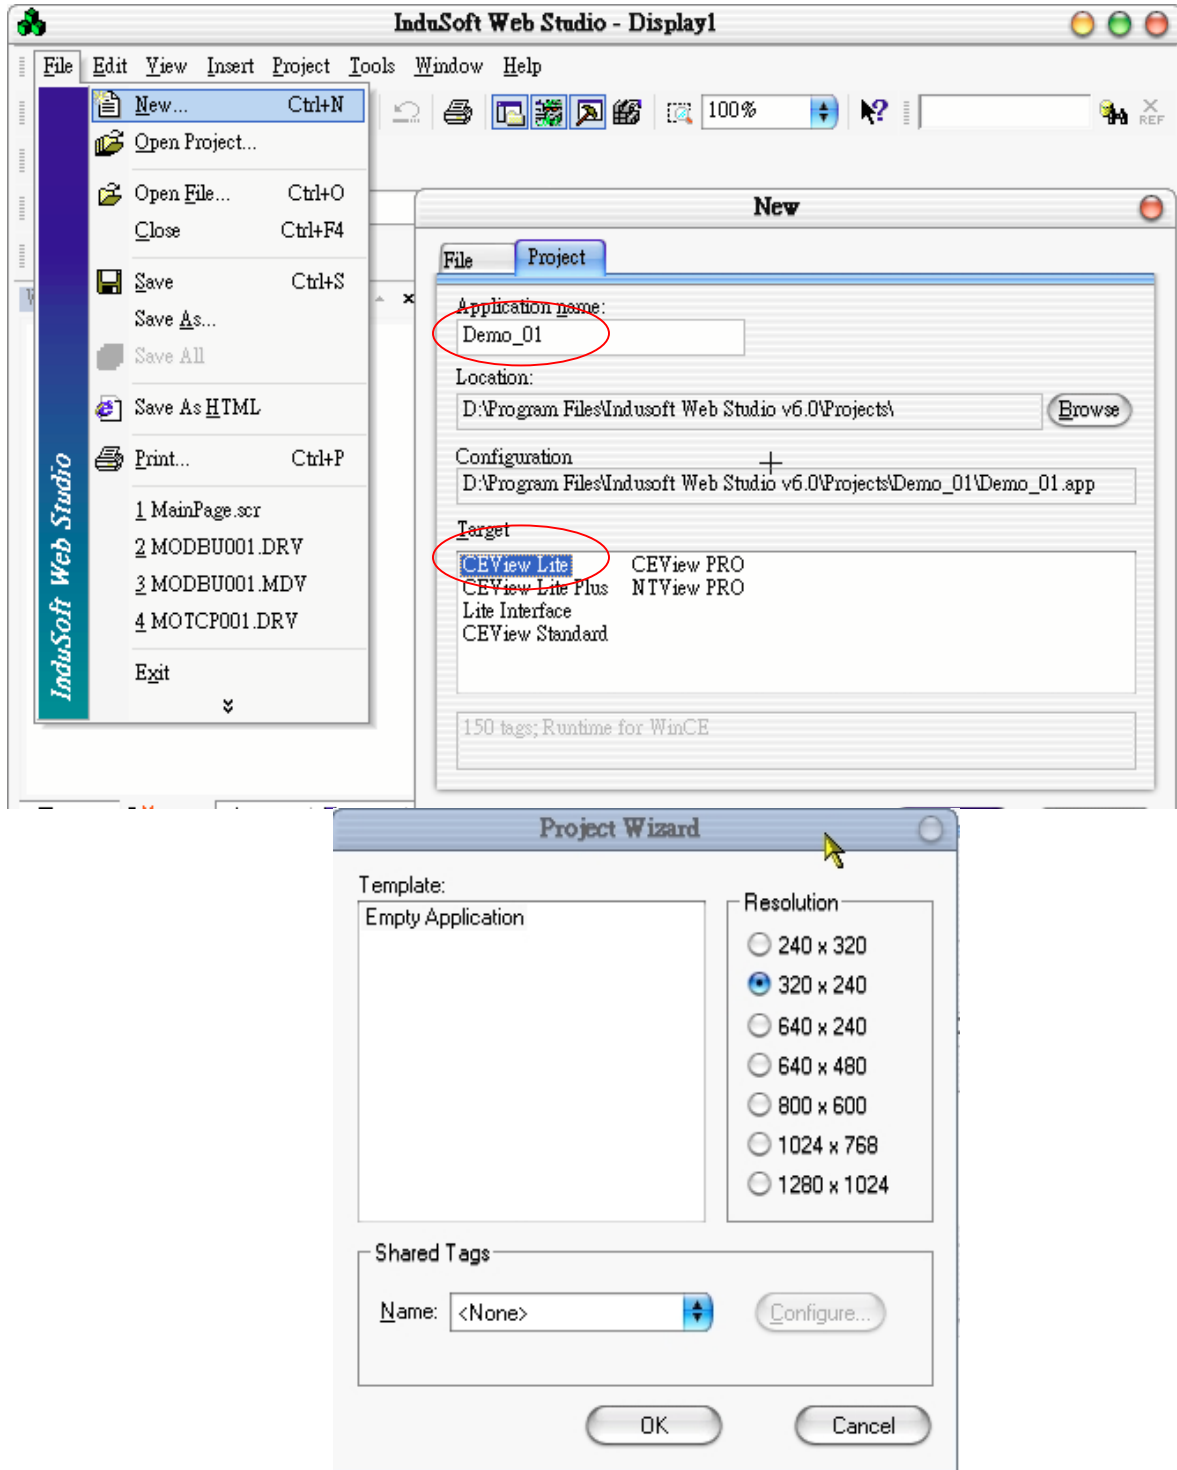 InduSoft Web Studio - Display1
File Edit View Insert Project Tools Window Help
New... Ctrl+N
100%
REF
Open Project...
Open File... Ctrl+O
Close Ctrl+F4
Save Ctrl+S
Save As...
Save All
Save As HTML
Print... Ctrl+P
1 MainPage.scr
2 MODBU001.DRV
3 MODBU001.MDV
4 MOTCP001.DRV
Exit
InduSoft Web Studio
New
File Project
Application name:
Demo_01
Location:
D:\Program Files\Indusoft Web Studio v6.0\Projects\ Browse
Configuration
D:\Program Files\Indusoft Web Studio v6.0\Projects\Demo_01\Demo_01.app
Target
CEView Lite CEView PRO
CEView Lite Plus NTView PRO
Lite Interface
CEView Standard
150 tags; Runtime for WinCE
Project Wizard
Template:
Empty Application
Resolution
240 x 320
320 x 240
640 x 240
640 x 480
800 x 600
1024 x 768
1280 x 1024
Shared Tags
Name: <None> Configure...
OK Cancel